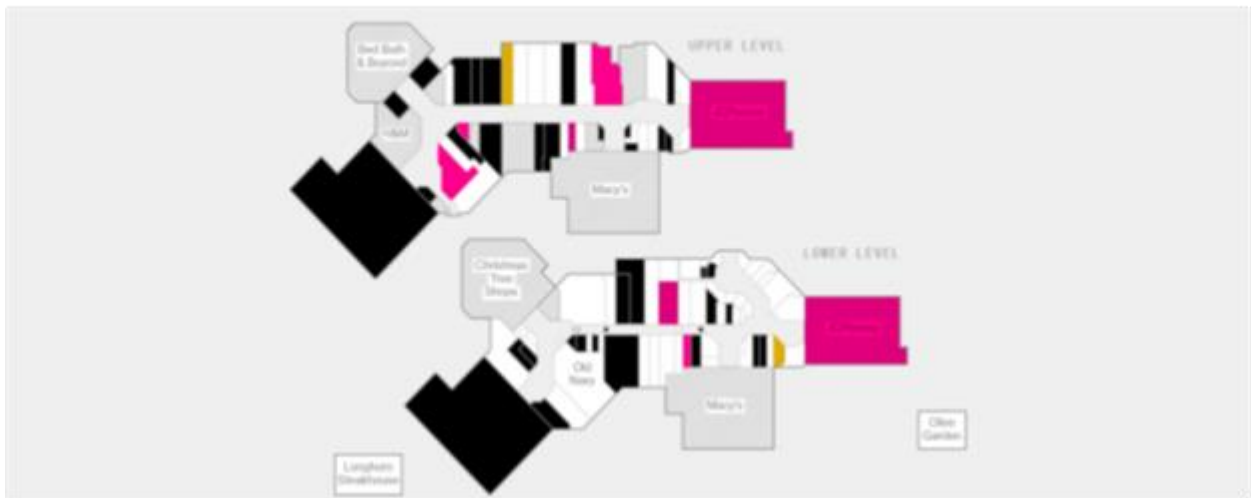 Bed Bath
& Beyond
UPPER LEVEL
H&M
Macy's
LOWER LEVEL
Christmas
Tree
Shops
Old
Navy
Macy's
Olive
Garden
Longhorn
Steakhouse